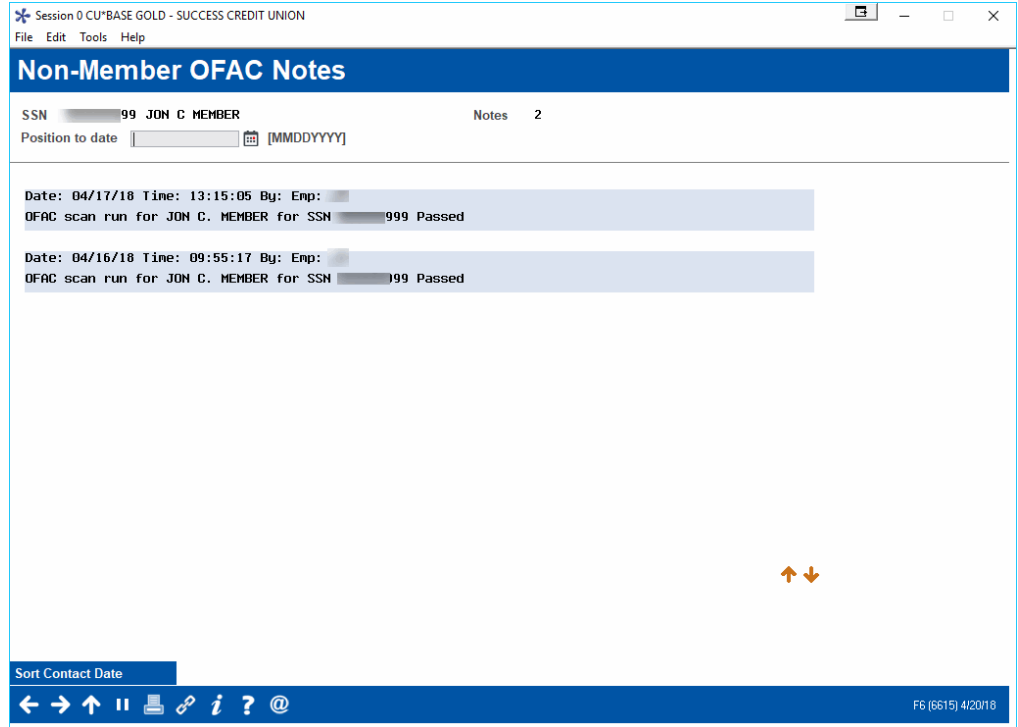 Session 0 CU*BASE GOLD - SUCCESS CREDIT UNION
File Edit Tools Help
Non-Member OFAC Notes
SSN 99 JON C MEMBER Notes 2
Position to date [MMDDYYYY]
Date: 04/17/18 Time: 13:15:05 By: Emp:
OFAC scan run for JON C. MEMBER for SSN 999 Passed
Date: 04/16/18 Time: 09:55:17 By: Emp:
OFAC scan run for JON C. MEMBER for SSN 99 Passed
Sort Contact Date
i ? @
F6 (6615) 4/20/18